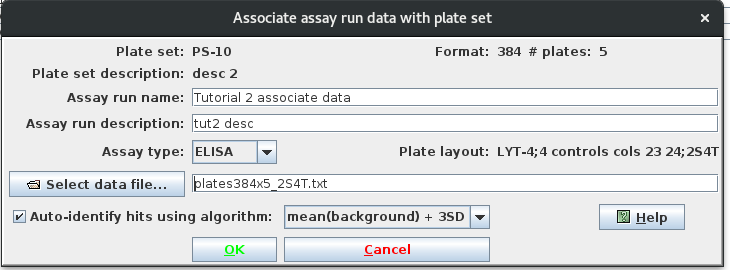 Associate assay run data with plate set
×
Plate set: PS-10 Format: 384 # plates: 5
Plate set description: desc 2
Assay run name: Tutorial 2 associate data
Assay run description: tut2 desc
Assay type: ELISA Plate layout: LYT-4;4 controls cols 23 24;2S4T
Select data file... plates384x5_2S4T.txt
Auto-identify hits using algorithm: mean(background) + 3SD Help
OK Cancel